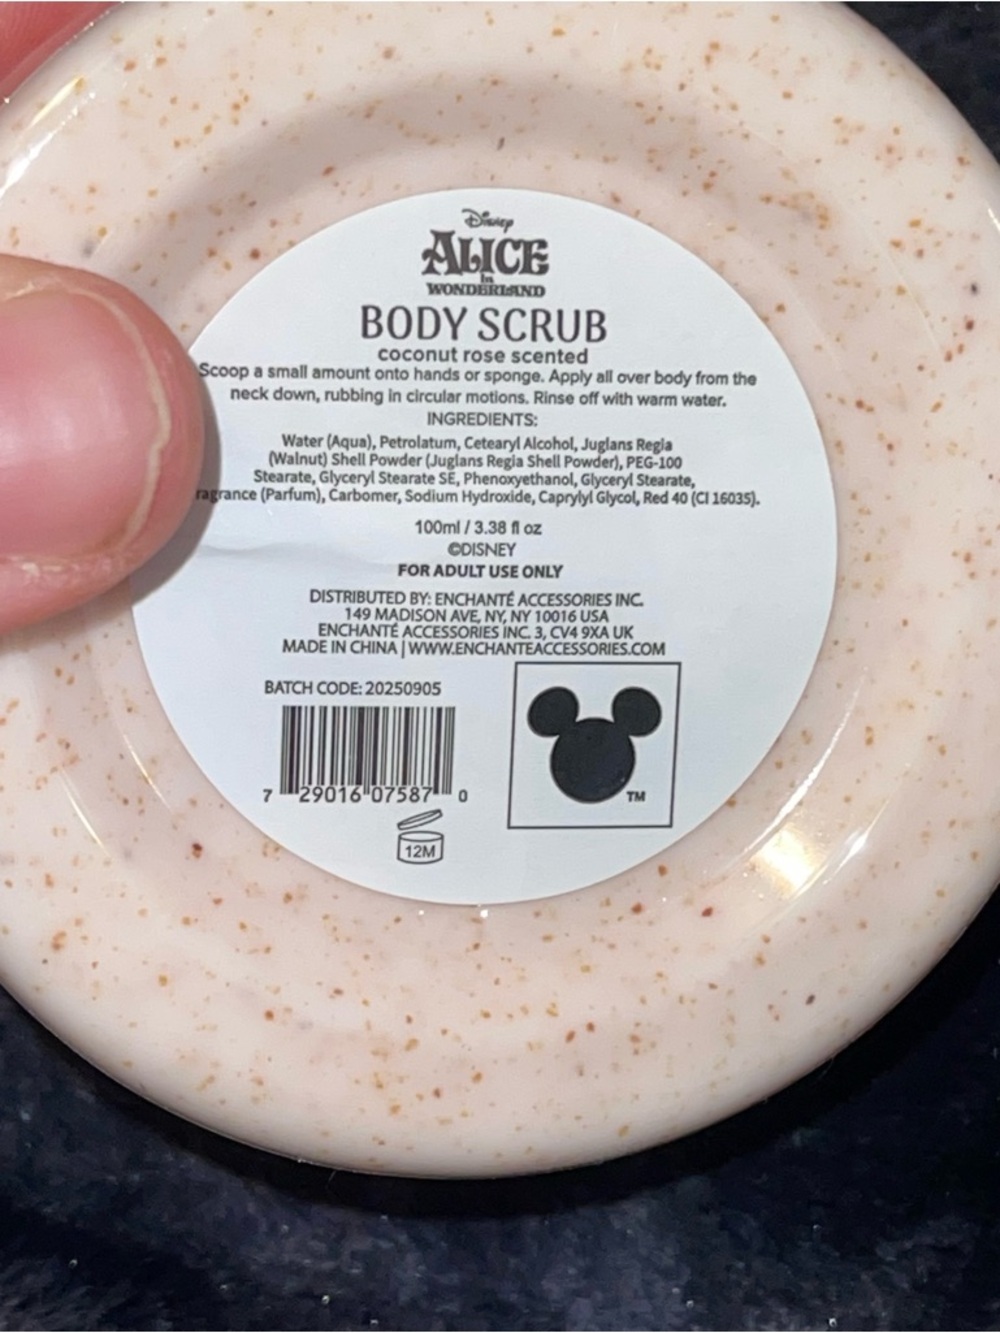 Disney
ALICE
in
WONDERLAND
BODY SCRUB
coconut rose scented
Scoop a small amount onto hands or sponge. Apply all over body from the
neck down, rubbing in circular motions. Rinse off with warm water.
INGREDIENTS:
Water (Aqua), Petrolatum, Cetearyl Alcohol, Juglans Regia
(Walnut) Shell Powder (Juglans Regia Shell Powder), PEG-100
Stearate, Glyceryl Stearate SE, Phenoxyethanol, Glyceryl Stearate,
ragrance (Parfum), Carbomer, Sodium Hydroxide, Caprylyl Glycol, Red 40 (CI 16035).
100ml / 3.38 fl oz
©DISNEY
FOR ADULT USE ONLY
DISTRIBUTED BY: ENCHANTÉ ACCESSORIES INC.
149 MADISON AVE, NY, NY 10016 USA
ENCHANTÉ ACCESSORIES INC. 3, CV4 9XA UK
MADE IN CHINA | WWW.ENCHANTEACCESSORIES.COM
BATCH CODE: 20250905
7 29016 07587 0
TM
12M